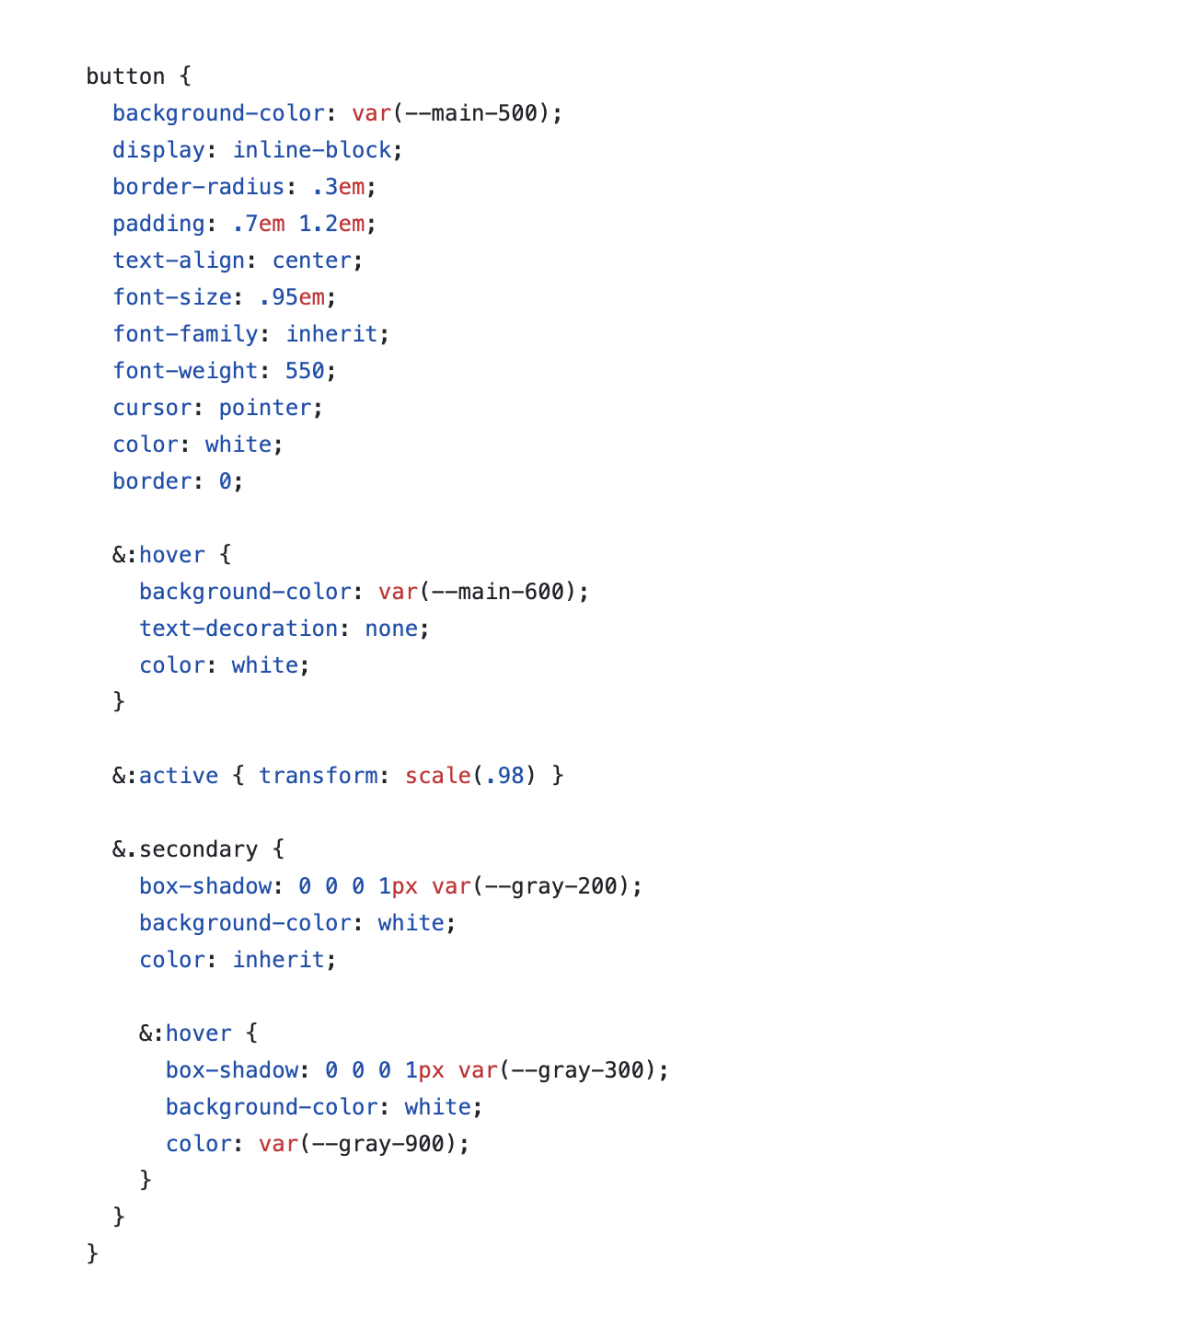 button {
  background-color: var(--main-500);
  display: inline-block;
  border-radius: .3em;
  padding: .7em 1.2em;
  text-align: center;
  font-size: .95em;
  font-family: inherit;
  font-weight: 550;
  cursor: pointer;
  color: white;
  border: 0;

  &:hover {
    background-color: var(--main-600);
    text-decoration: none;
    color: white;
  }

  &:active { transform: scale(.98) }

  &.secondary {
    box-shadow: 0 0 0 1px var(--gray-200);
    background-color: white;
    color: inherit;

    &:hover {
      box-shadow: 0 0 0 1px var(--gray-300);
      background-color: white;
      color: var(--gray-900);
    }
  }
}